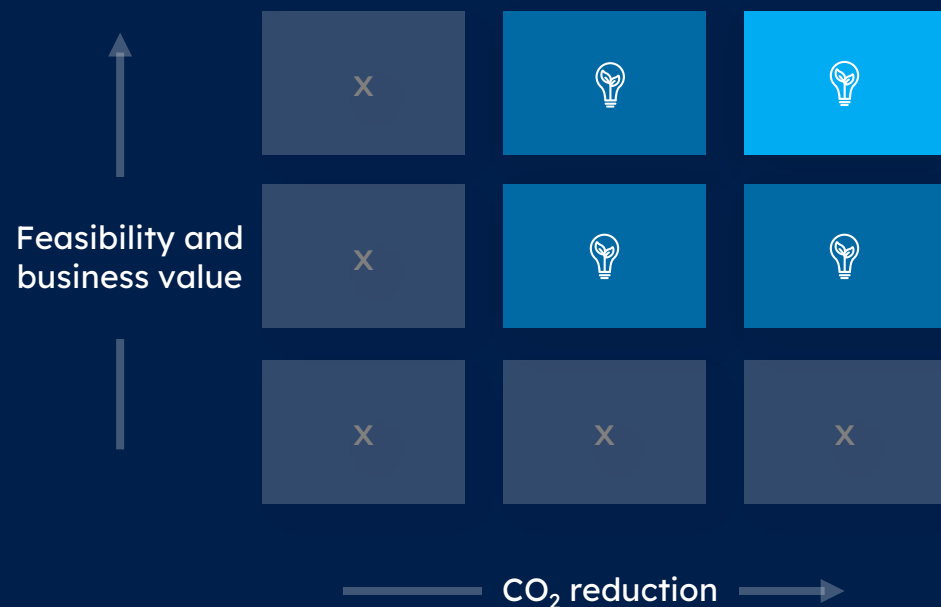 X
Feasibility and
business value
X
X X X
CO₂ reduction